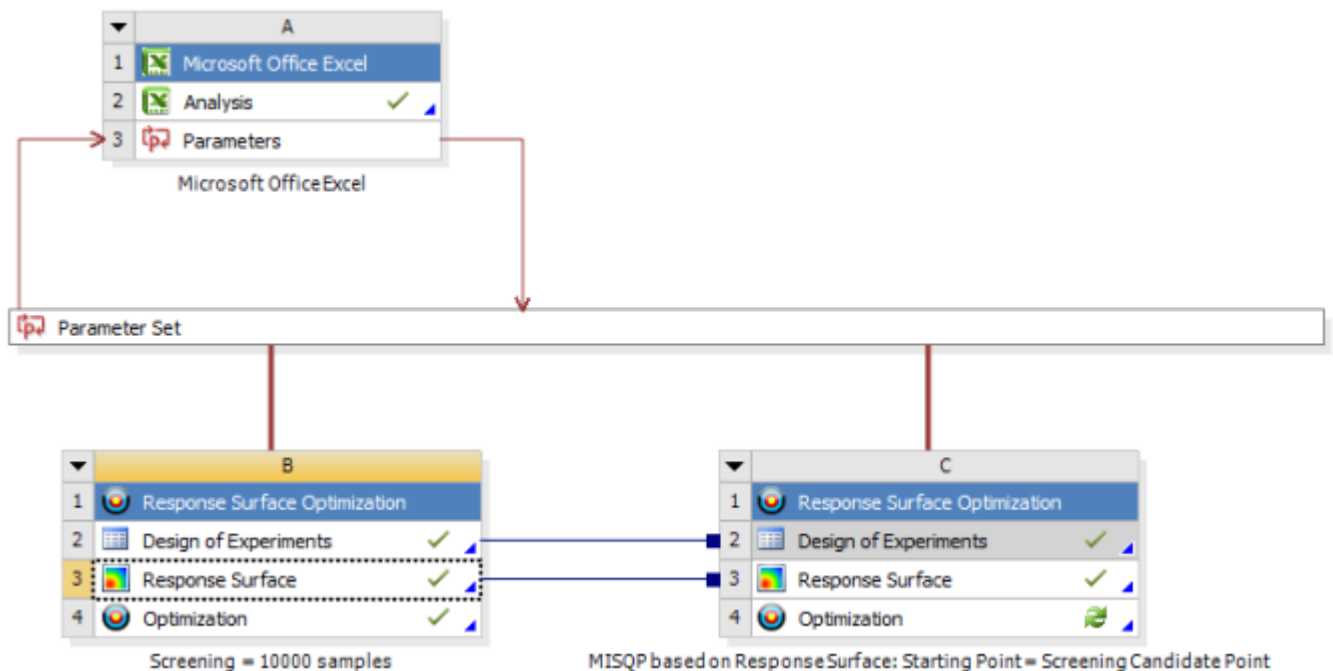 A
1 Microsoft Office Excel
2 Analysis
3 Parameters
Microsoft Office Excel
Parameter Set
B
1 Response Surface Optimization
2 Design of Experiments
3 Response Surface
4 Optimization
Screening = 10000 samples
C
1 Response Surface Optimization
2 Design of Experiments
3 Response Surface
4 Optimization
MISQP based on Response Surface: Starting Point = Screening Candidate Point